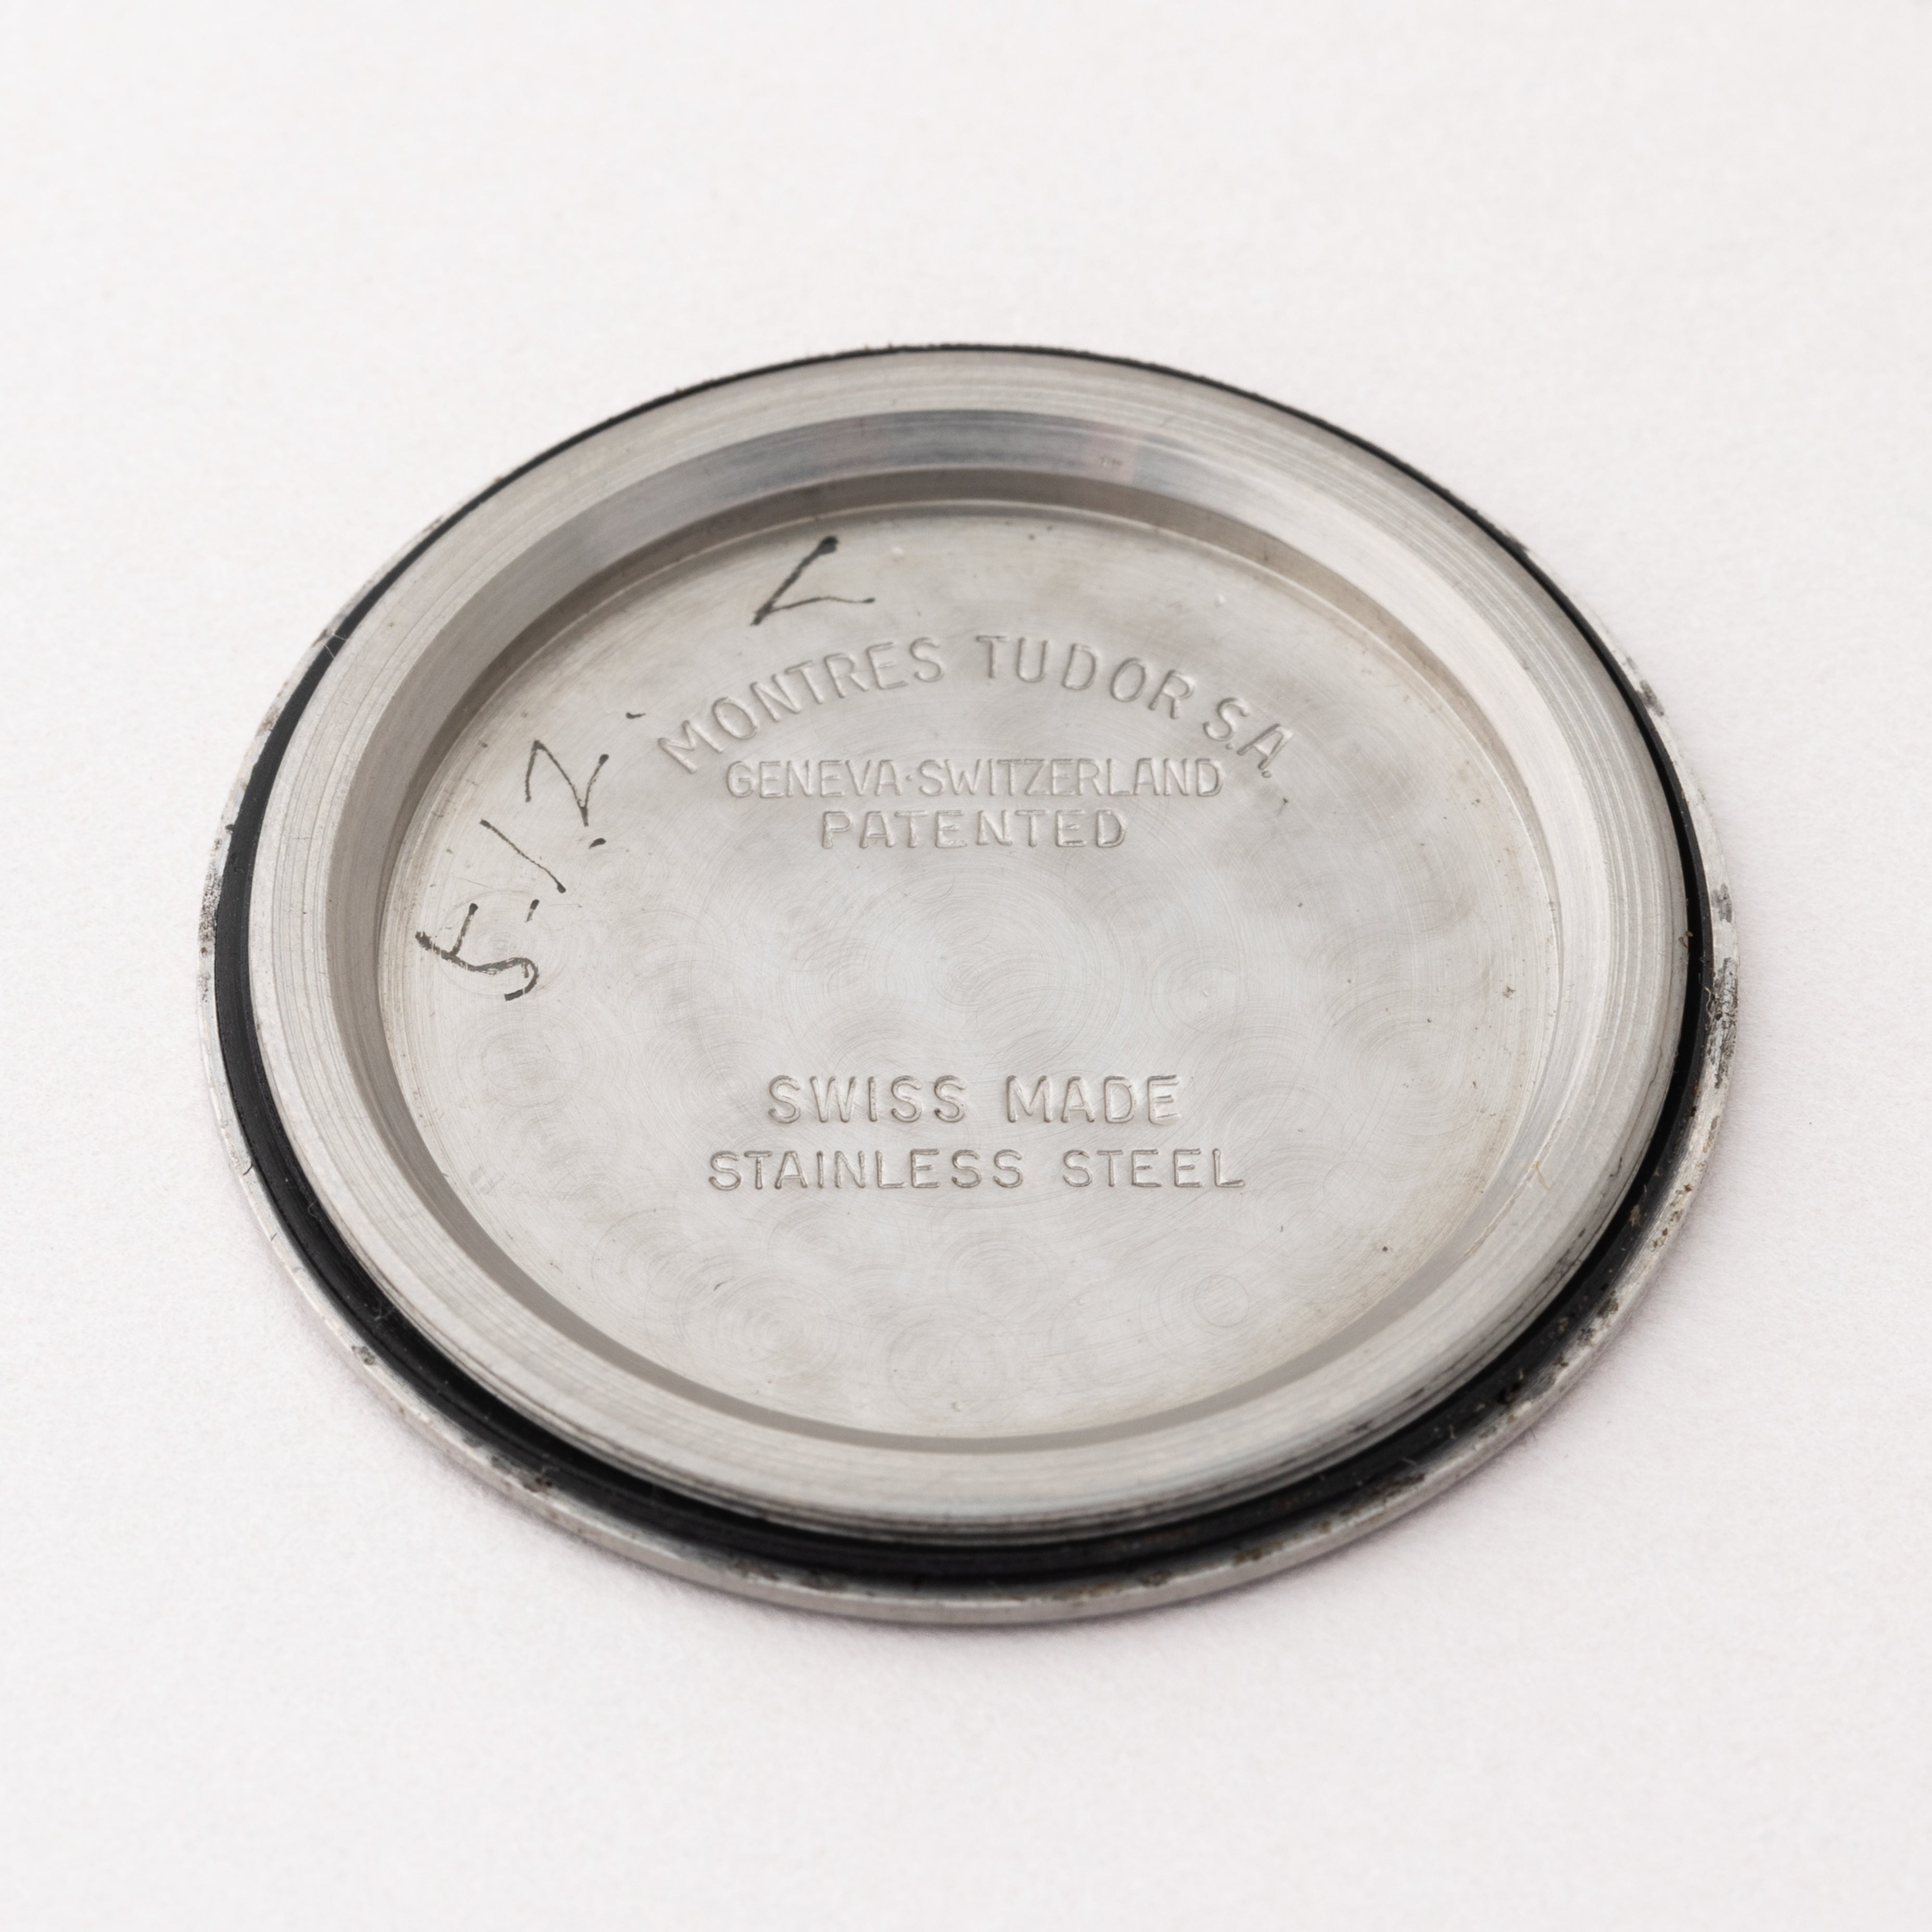 MONTRES TUDOR S.A.
GENEVA·SWITZERLAND
PATENTED
SWISS MADE
STAINLESS STEEL